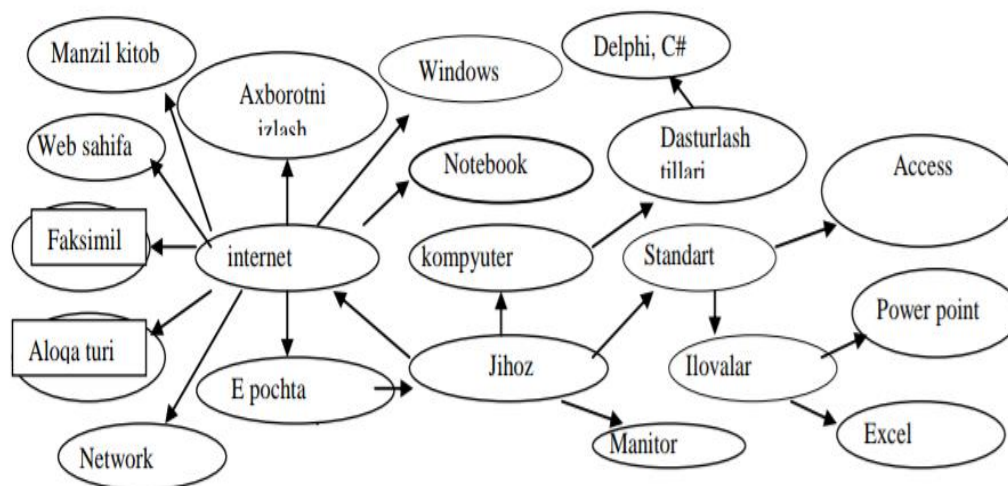 Manzil kitob
Axborotni
izlash
Windows
Delphi, C#
Web sahifa
Notebook
Dasturlash
tillari
Access
Faksimil
internet
kompyuter
Standart
Aloqa turi
E pochta
Jihoz
Ilovalar
Power point
Network
Manitor
Excel